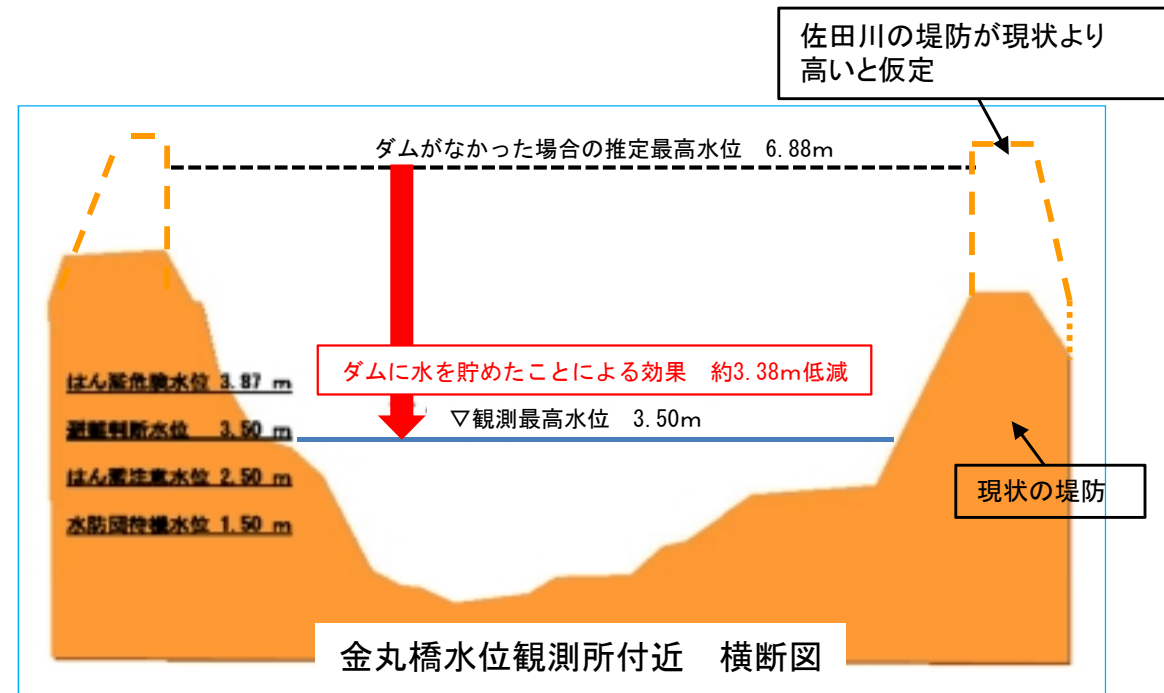 佐田川の堤防が現状より
高いと仮定
ダムがなかった場合の推定最高水位 6.88m
ダムに水を貯めたことによる効果 約3.38m低減
▽観測最高水位 3.50m
はん濫危険水位 3.87 m
避難判断水位 3.50 m
はん濫注意水位 2.50 m
水防団待機水位 1.50 m
現状の堤防
金丸橋水位観測所付近 横断図